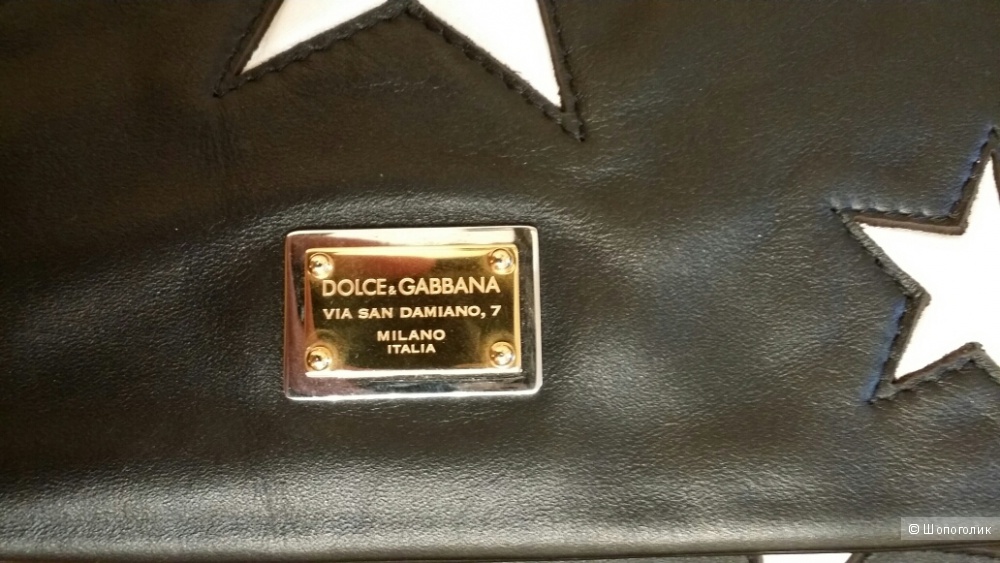 DOLCE&GABBANA
VIA SAN DAMIANO, 7
MILANO
ITALIA
© Шопоголик